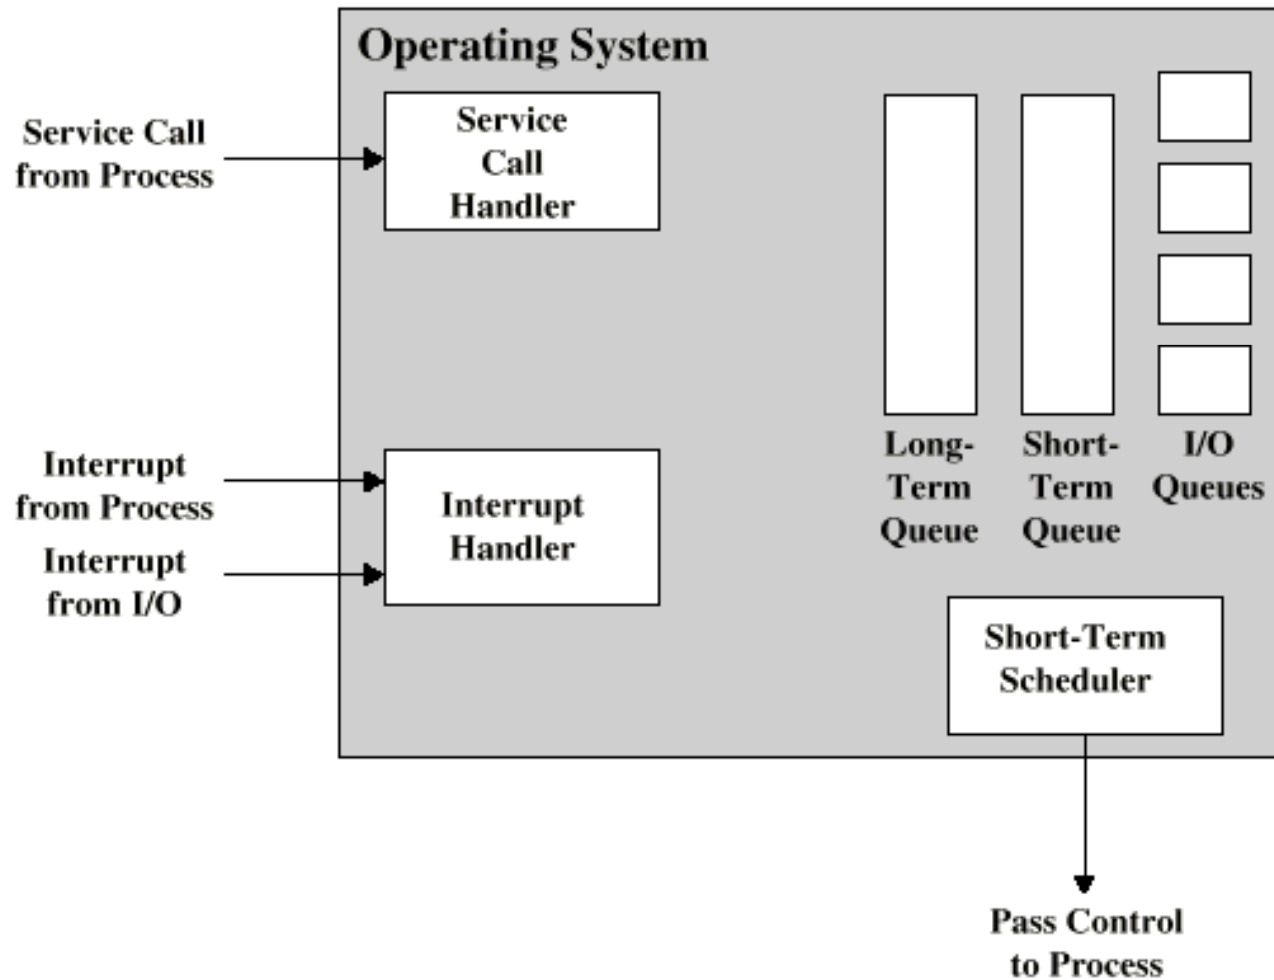 Operating System
Service Call
from Process
Service
Call
Handler
Interrupt
from Process
Interrupt
from I/O
Interrupt
Handler
Long-
Term
Queue
Short-
Term
Queue
I/O
Queues
Short-Term
Scheduler
Pass Control
to Process